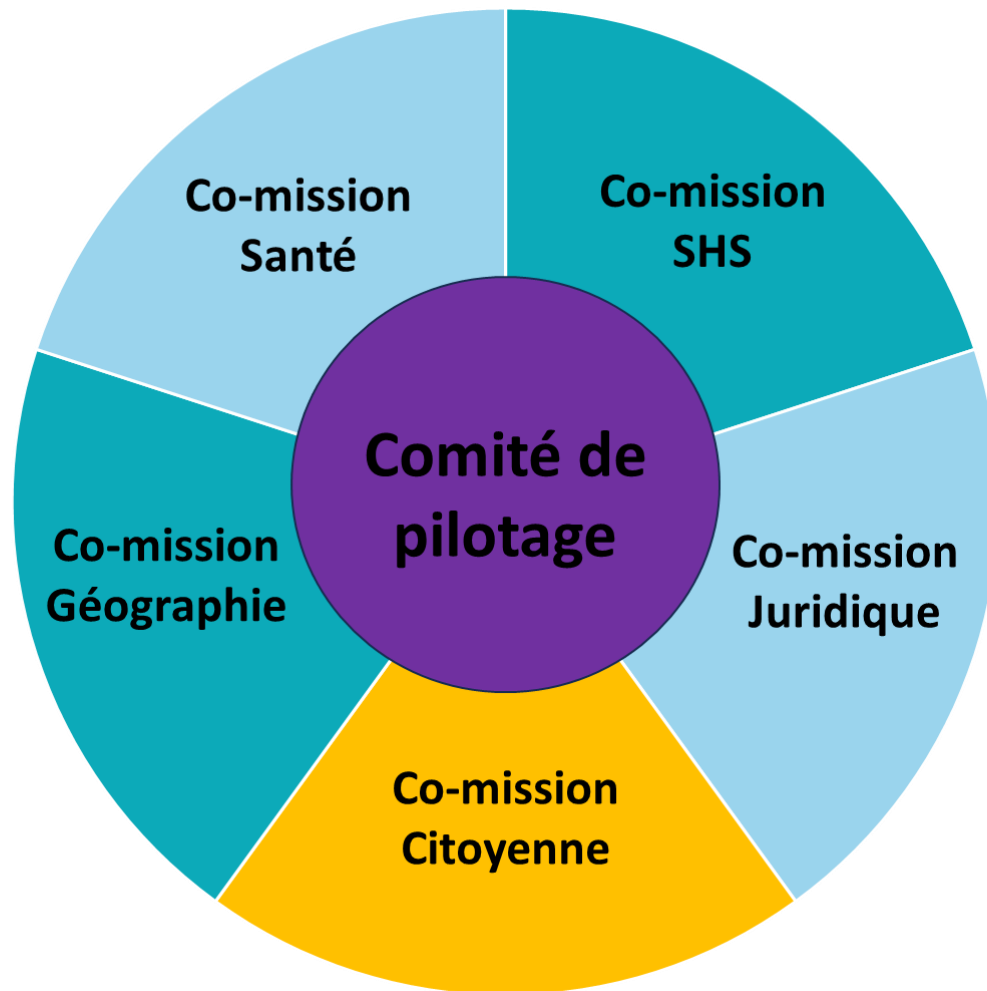 Co-mission
Santé
Co-mission
SHS
Comité de
pilotage
Co-mission
Géographie
Co-mission
Juridique
Co-mission
Citoyenne